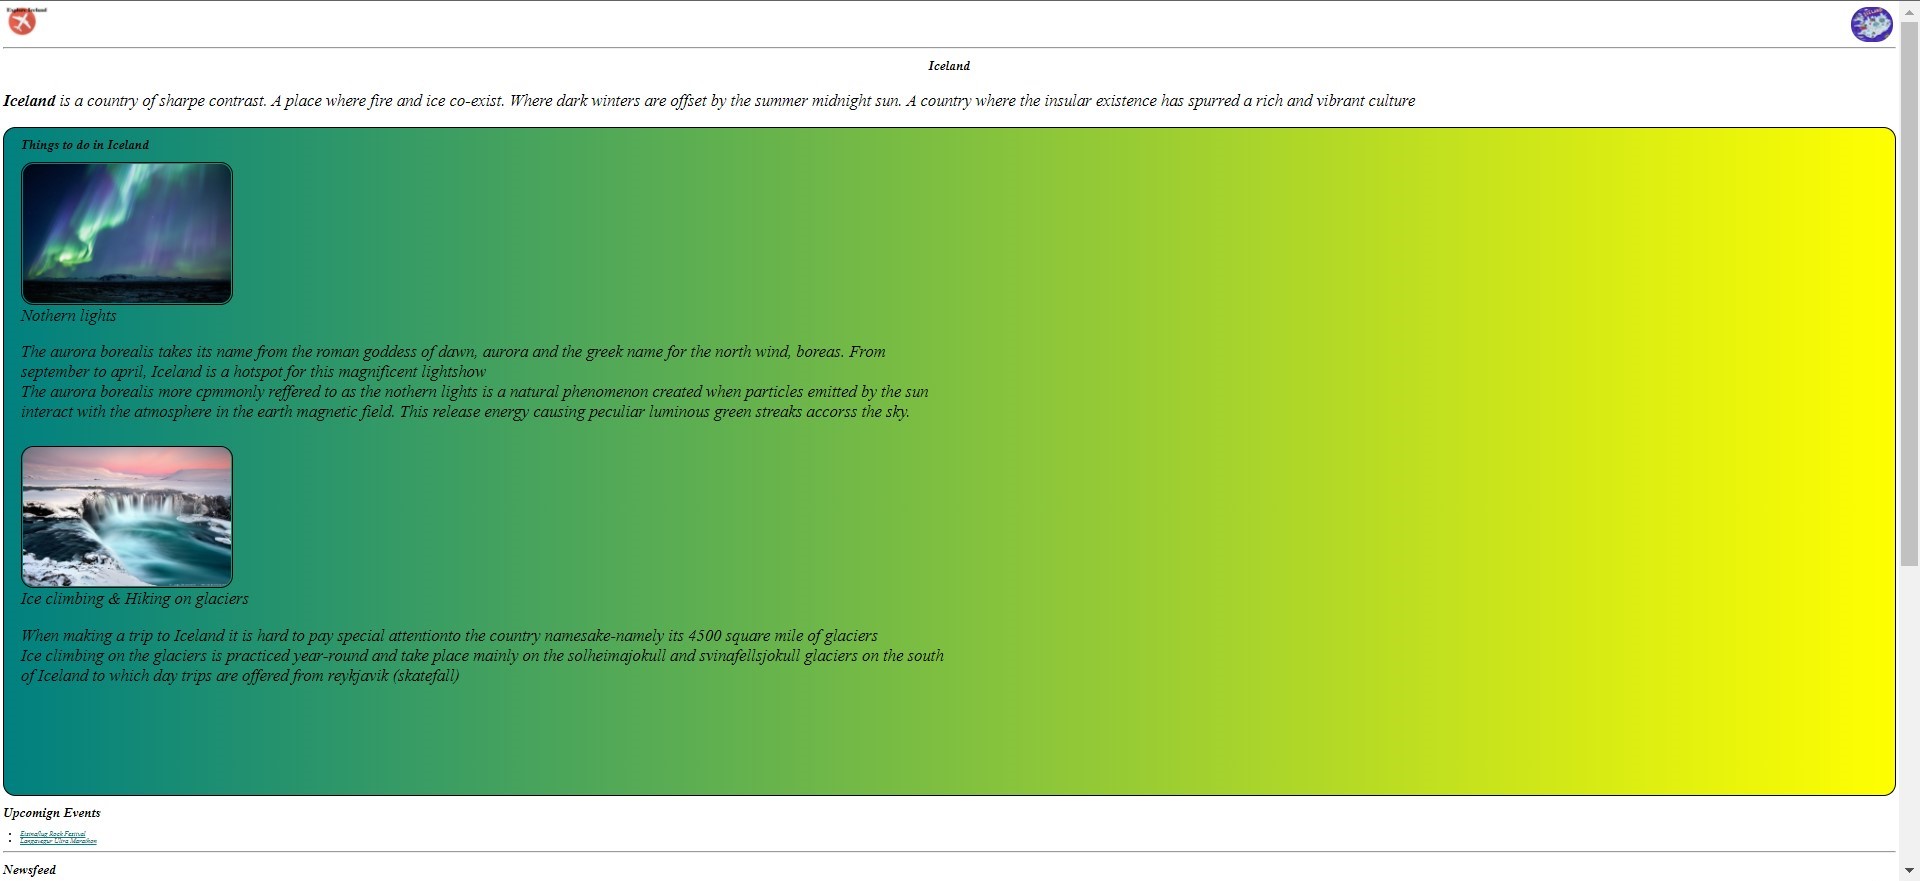 Explore Iceland
Iceland
Iceland is a country of sharpe contrast. A place where fire and ice co-exist. Where dark winters are offset by the summer midnight sun. A country where the insular existence has spurred a rich and vibrant culture
Things to do in Iceland
Nothern lights
The aurora borealis takes its name from the roman goddess of dawn, aurora and the greek name for the north wind, boreas. From
september to april, Iceland is a hotspot for this magnificent lightshow
The aurora borealis more cpmmonly reffered to as the nothern lights is a natural phenomenon created when particles emitted by the sun
interact with the atmosphere in the earth magnetic field. This release energy causing peculiar luminous green streaks accorss the sky.
Ice climbing & Hiking on glaciers
When making a trip to Iceland it is hard to pay special attentionto the country namesake-namely its 4500 square mile of glaciers
Ice climbing on the glaciers is practiced year-round and take place mainly on the solheimajokull and svinafellsjokull glaciers on the south
of Iceland to which day trips are offered from reykjavik (skatefall)
Upcomign Events
Eistnaflug Rock Festival
Laugavegur Ultra Marathon
Newsfeed